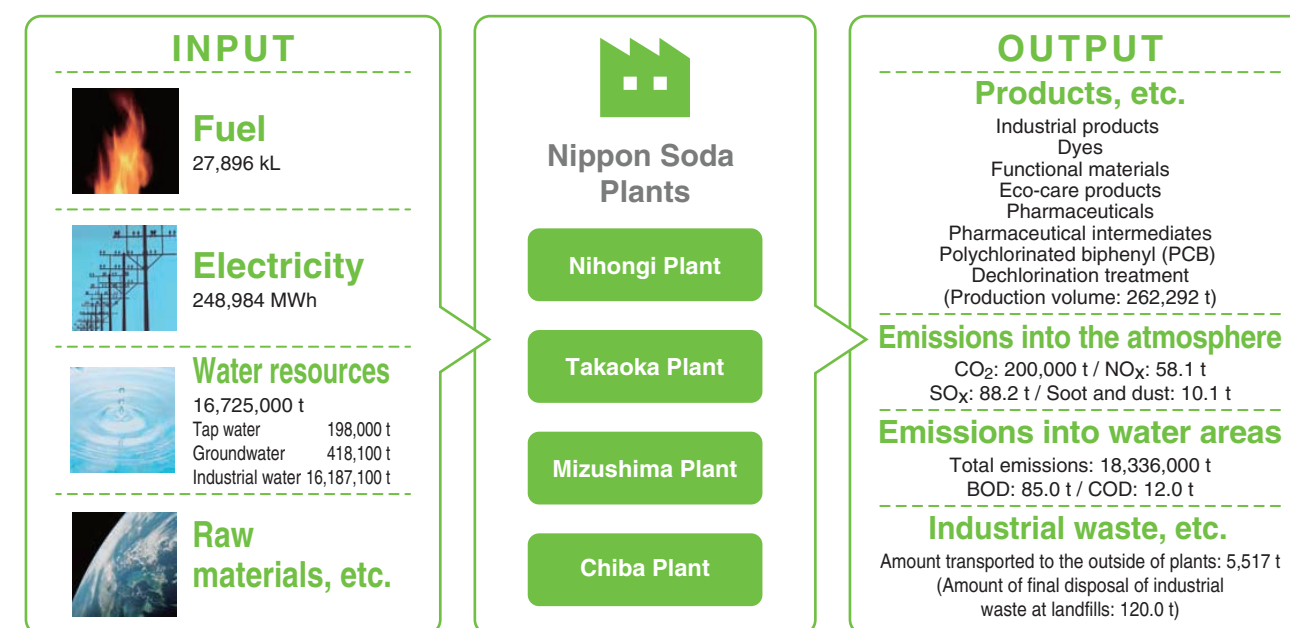 INPUT
Fuel
27,896 kL
Electricity
248,984 MWh
Water resources
16,725,000 t
Tap water 198,000 t
Groundwater 418,100 t
Industrial water 16,187,100 t
Raw
materials, etc.
Nippon Soda
Plants
Nihongi Plant
Takaoka Plant
Mizushima Plant
Chiba Plant
OUTPUT
Products, etc.
Industrial products
Dyes
Functional materials
Eco-care products
Pharmaceuticals
Pharmaceutical intermediates
Polychlorinated biphenyl (PCB)
Dechlorination treatment
(Production volume: 262,292 t)
Emissions into the atmosphere
CO2: 200,000 t / NOX: 58.1 t
SOX: 88.2 t / Soot and dust: 10.1 t
Emissions into water areas
Total emissions: 18,336,000 t
BOD: 85.0 t / COD: 12.0 t
Industrial waste, etc.
Amount transported to the outside of plants: 5,517 t
(Amount of final disposal of industrial
waste at landfills: 120.0 t)